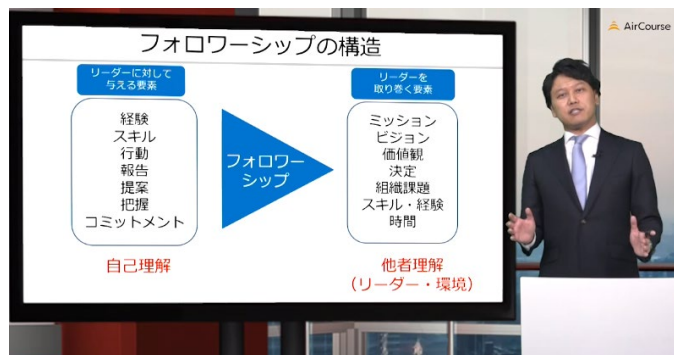 フォロワーシップの構造
AirCourse
リーダーに対して
与える要素
経験
スキル
行動
報告
提案
把握
コミットメント
自己理解
フォロワー
シップ
リーダーを
取り巻く要素
ミッション
ビジョン
価値観
決定
組織課題
スキル・経験
時間
他者理解
（リーダー・環境）